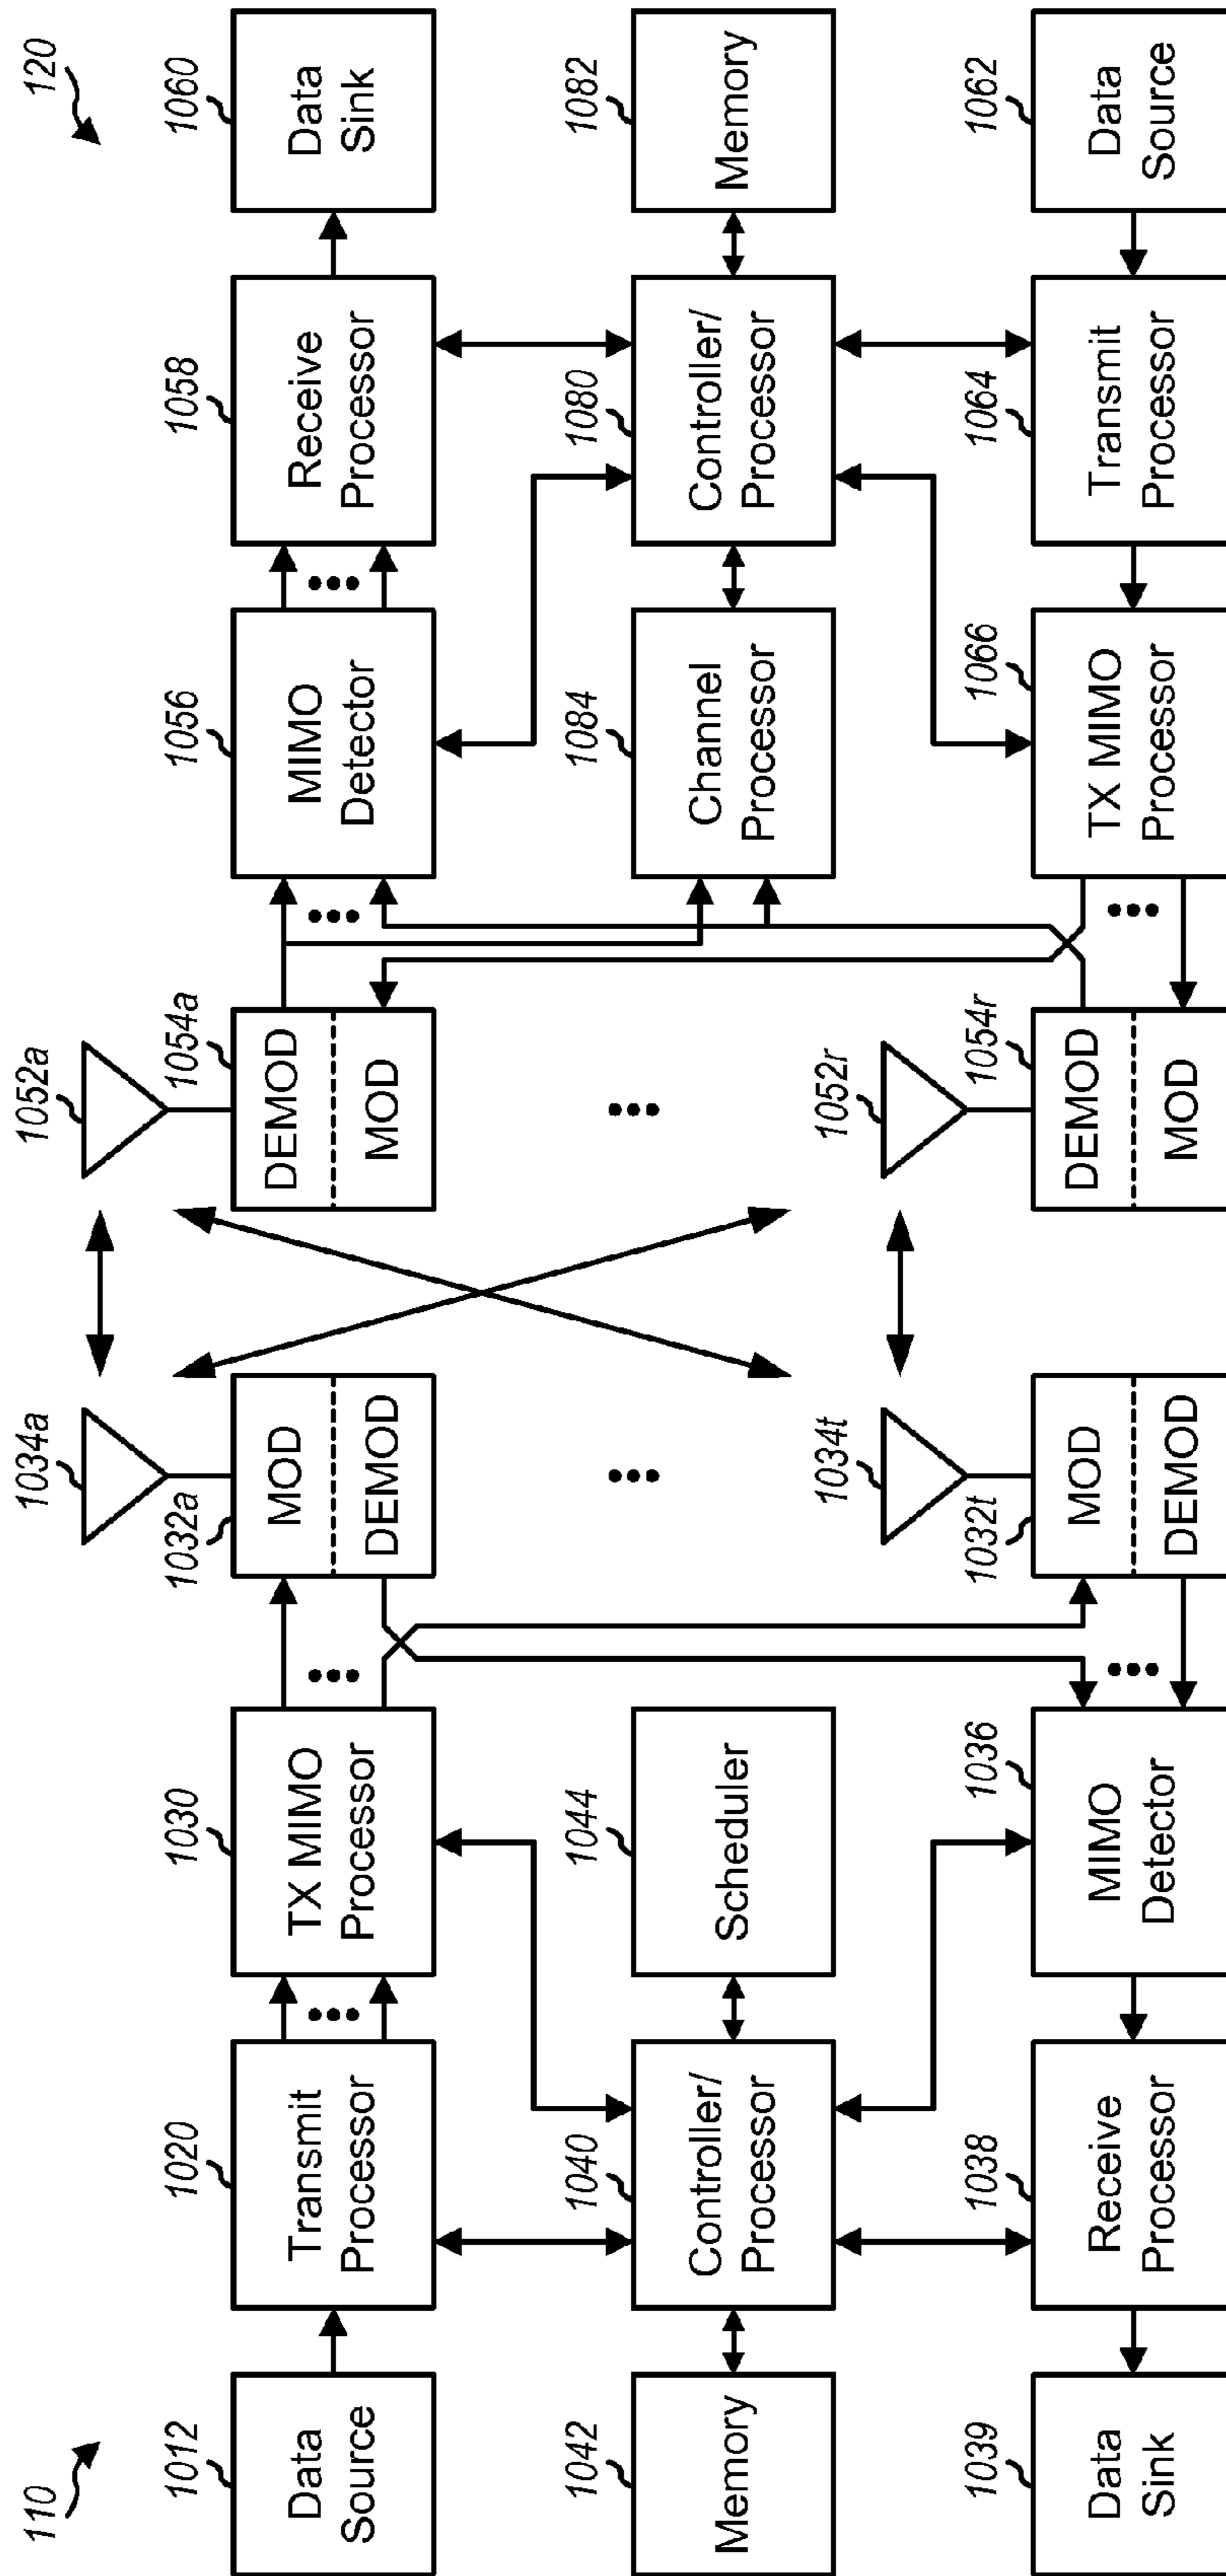 110
120
1012
1020
1030
1032a
1034a
1052a
1054a
1056
1058
1060
Data
Source
Transmit
Processor
TX MIMO
Processor
MOD
DEMOD
DEMOD
MOD
MIMO
Detector
Receive
Processor
Data
Sink
1042
1040
1044
1084
1080
1082
Memory
Controller/
Processor
Scheduler
Channel
Processor
Controller/
Processor
Memory
1039
1038
1036
1032t
1034t
1052r
1054r
1066
1064
1062
Data
Sink
Receive
Processor
MIMO
Detector
MOD
DEMOD
DEMOD
MOD
TX MIMO
Processor
Transmit
Processor
Data
Source